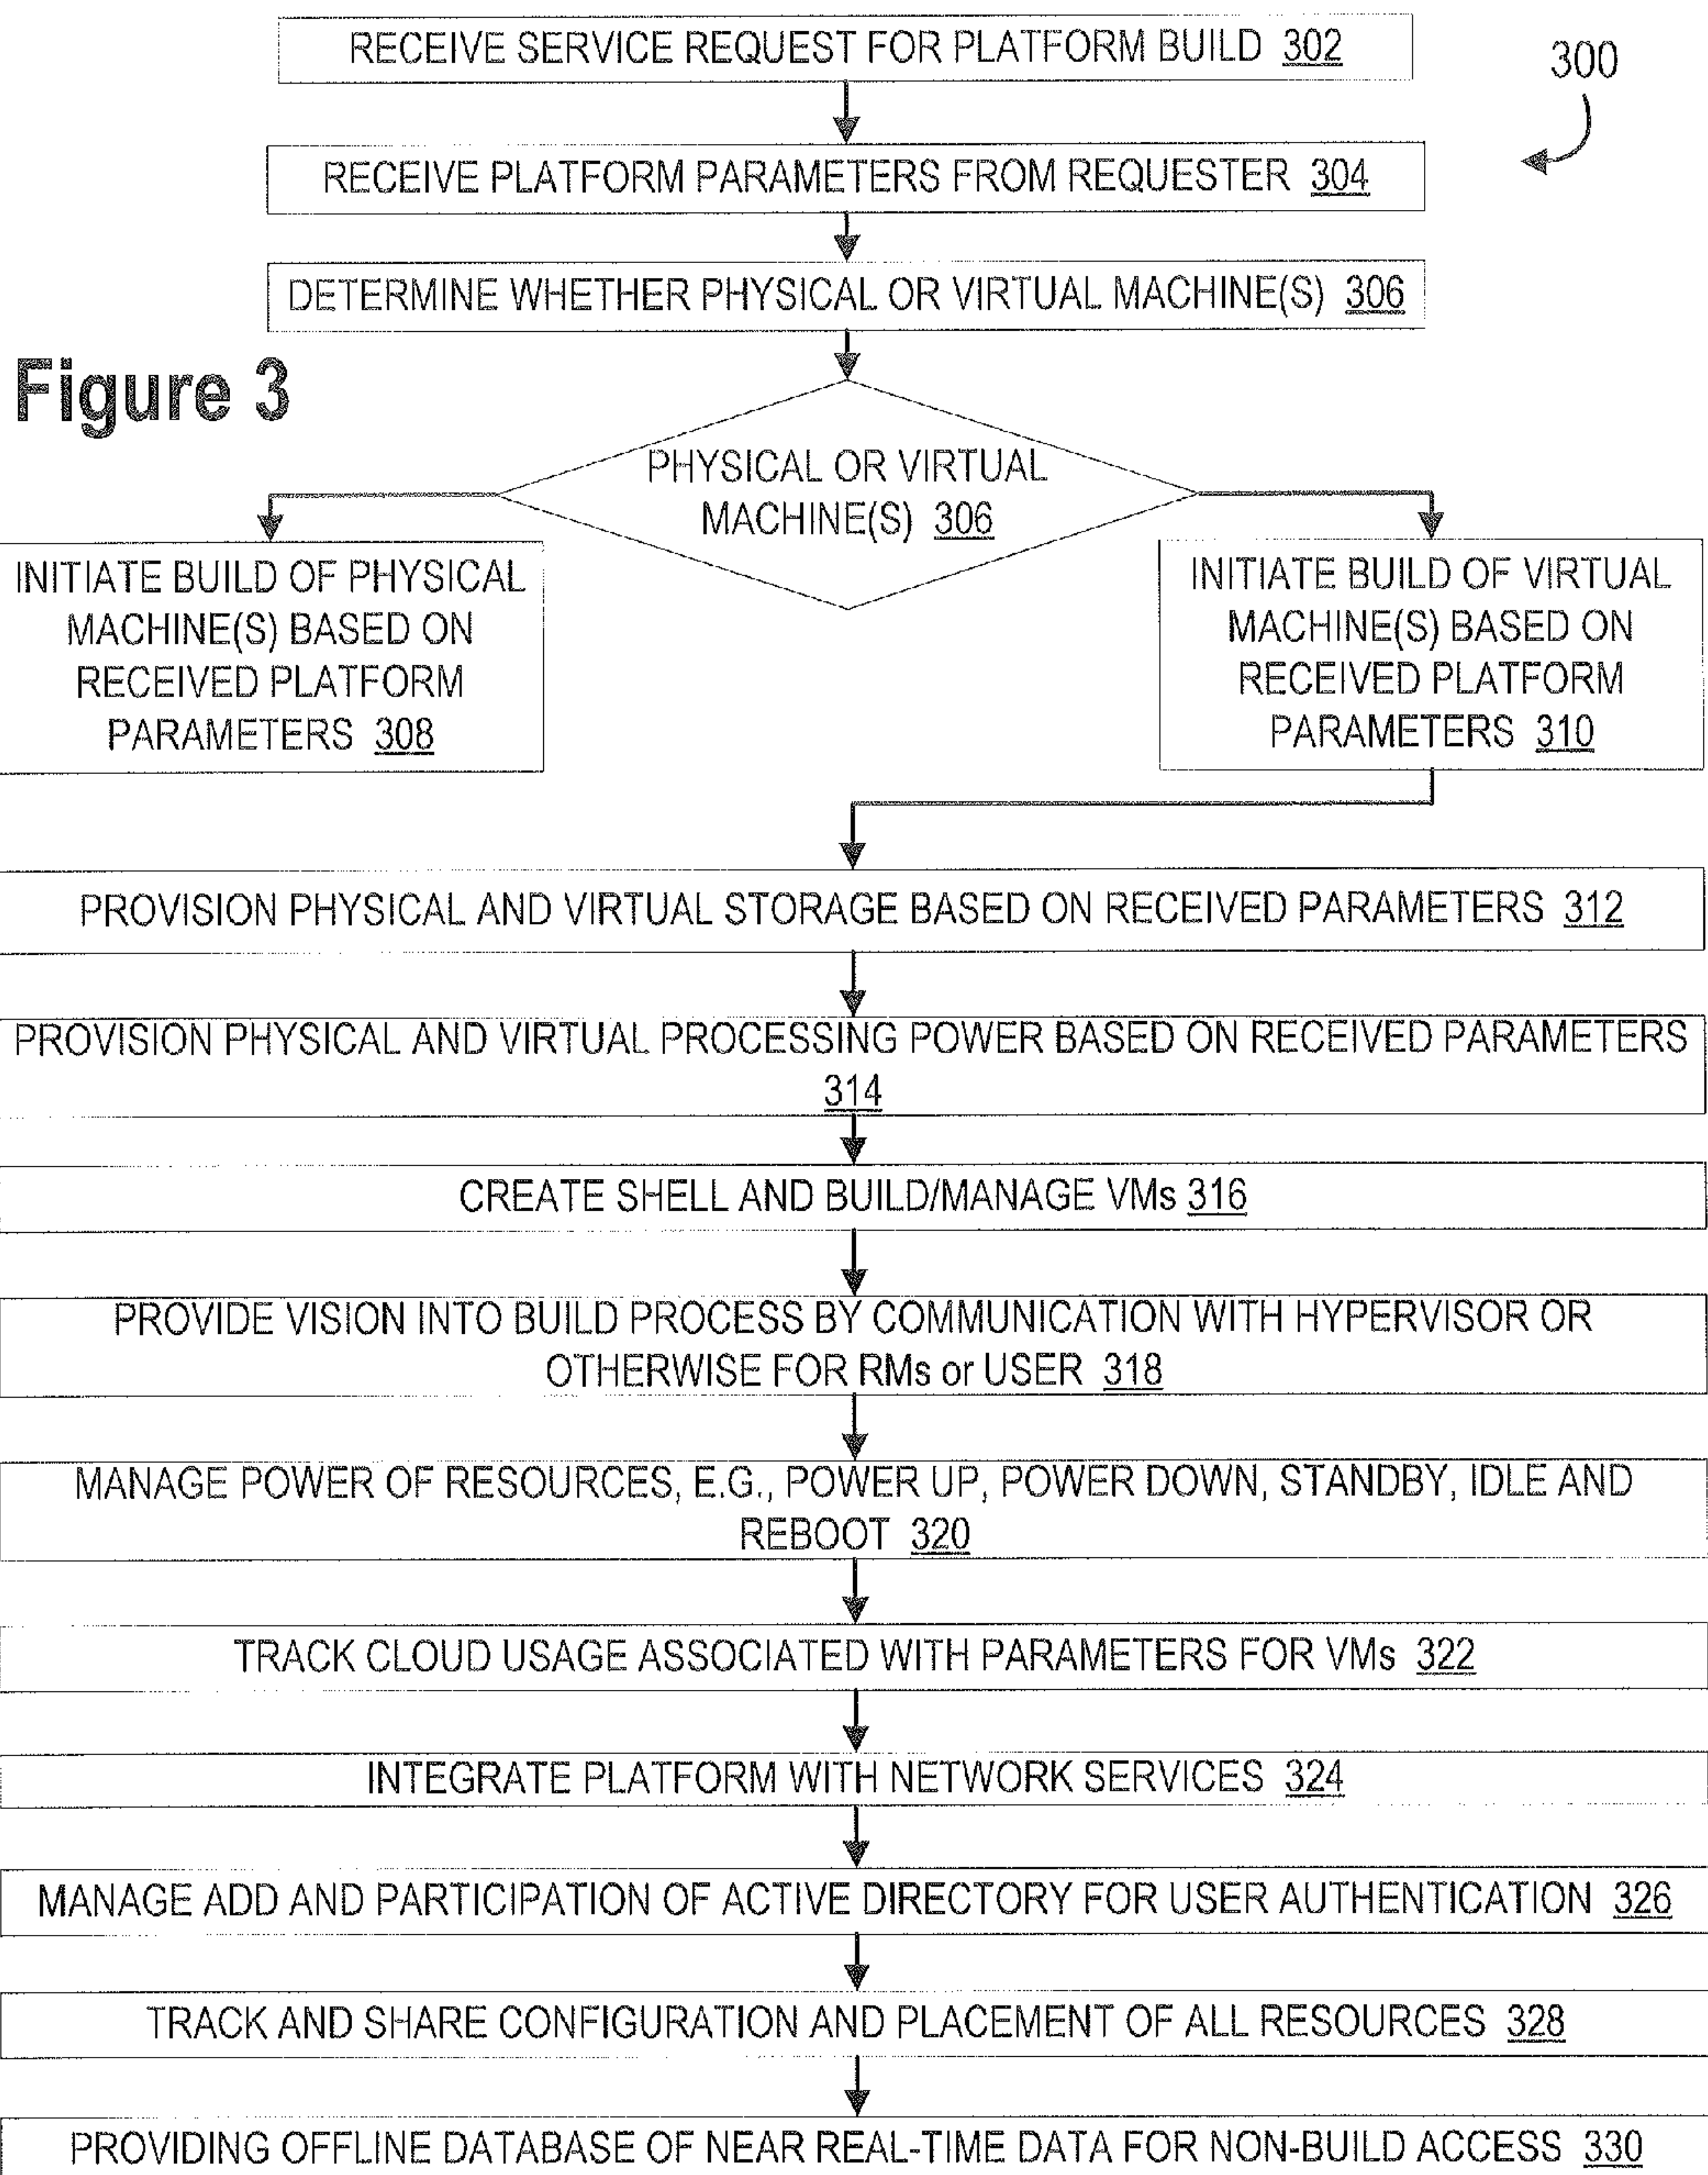 RECEIVE SERVICE REQUEST FOR PLATFORM BUILD 302
300
RECEIVE PLATFORM PARAMETERS FROM REQUESTER 304
DETERMINE WHETHER PHYSICAL OR VIRTUAL MACHINE(S) 306
Figure 3
PHYSICAL OR VIRTUAL
MACHINE(S) 306
INITIATE BUILD OF PHYSICAL
MACHINE(S) BASED ON
RECEIVED PLATFORM
PARAMETERS 308
INITIATE BUILD OF VIRTUAL
MACHINE(S) BASED ON
RECEIVED PLATFORM
PARAMETERS 310
PROVISION PHYSICAL AND VIRTUAL STORAGE BASED ON RECEIVED PARAMETERS 312
PROVISION PHYSICAL AND VIRTUAL PROCESSING POWER BASED ON RECEIVED PARAMETERS
314
CREATE SHELL AND BUILD/MANAGE VMs 316
PROVIDE VISION INTO BUILD PROCESS BY COMMUNICATION WITH HYPERVISOR OR
OTHERWISE FOR RMs or USER 318
MANAGE POWER OF RESOURCES, E.G., POWER UP, POWER DOWN, STANDBY, IDLE AND
REBOOT 320
TRACK CLOUD USAGE ASSOCIATED WITH PARAMETERS FOR VMs 322
INTEGRATE PLATFORM WITH NETWORK SERVICES 324
MANAGE ADD AND PARTICIPATION OF ACTIVE DIRECTORY FOR USER AUTHENTICATION 326
TRACK AND SHARE CONFIGURATION AND PLACEMENT OF ALL RESOURCES 328
PROVIDING OFFLINE DATABASE OF NEAR REAL-TIME DATA FOR NON-BUILD ACCESS 330